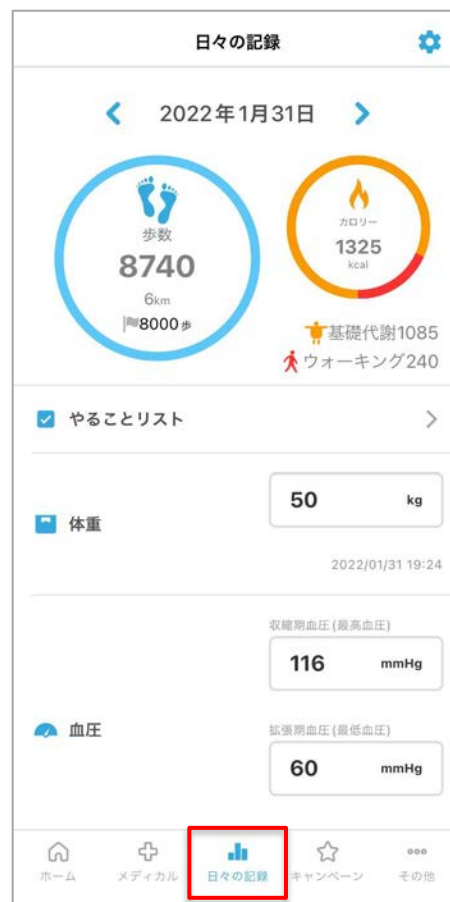 日々の記録
2022年1月31日
歩数
8740
6km
8000 歩
カロリー
1325
kcal
基礎代謝1085
ウォーキング240
やることリスト
体重
50 kg
2022/01/31 19:24
血圧
収縮期血圧(最高血圧)
116 mmHg
拡張期血圧(最低血圧)
60 mmHg
ホーム メディカル 日々の記録 キャンペーン その他